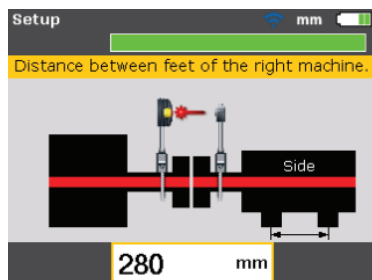 Setup mm
Distance between feet of the right machine.
Side
280 mm